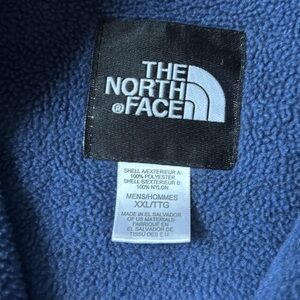 THE
NORTH
®FACE
SHELL A/EXTERIEUR A:
100% POLYESTER
SHELL B/EXTERIEUR B:
100% NYLON
MENS/HOMMES
XXL/TTG
MADE IN EL SALVADOR
OF US MATERIALS
FABRIQUE EN
EL SALVADOR DE
TISSU DES E.U.